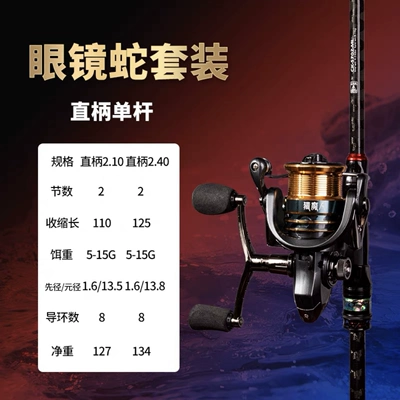 眼镜蛇套装
直柄单杆
规格 直柄2.10 直柄2.40
节数 2 2
收缩长 110 125
饵重 5-15G 5-15G
先径/元径 1.6/13.5 1.6/13.8
导环数 8 8
净重 127 134